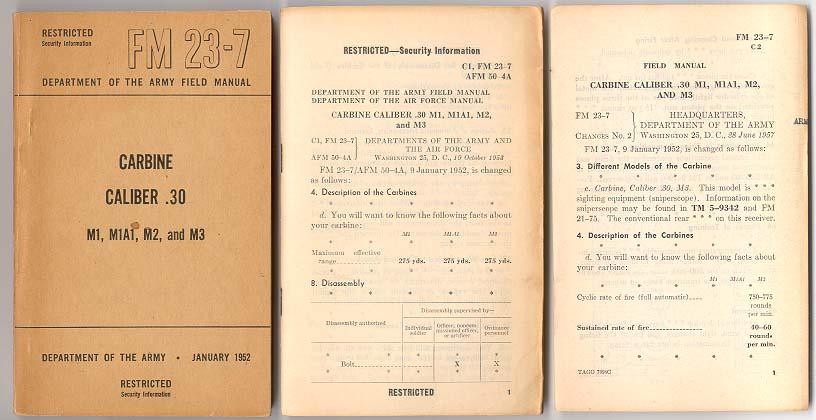 RESTRICTED
Security Information
FM 23-7
DEPARTMENT OF THE ARMY FIELD MANUAL
CARBINE
CALIBER .30
M1, M1A1, M2, and M3
DEPARTMENT OF THE ARMY • JANUARY 1952
RESTRICTED
Security Information
RESTRICTED—Security Information
C1, FM 23-7
AFM 50-4A
DEPARTMENT OF THE ARMY FIELD MANUAL
DEPARTMENT OF THE AIR FORCE MANUAL
CARBINE CALIBER .30 M1, M1A1, M2,
and M3
C1, FM 23-7
AFM 50-4A
DEPARTMENTS OF THE ARMY AND
THE AIR FORCE
WASHINGTON 25, D. C., 19 October 1953
FM 23-7/AFM 50-4A, 9 January 1952, is changed
as follows:
4. Description of the Carbines
* * * * *
d. You will want to know the following facts about
your carbine:
M1 M1A1 M2
* * * * *
Maximum effective
range 275 yds. 275 yds. 275 yds.
* * * * *
8. Disassembly
* * * * *
Disassembly authorized
Disassembly supervised by—
Individual soldier
Officer, noncommissioned officer, or artificer
Ordnance personnel
* * * *
Bolt X X
* * * *
RESTRICTED
1
FM 23-7
C 2
FIELD MANUAL
CARBINE CALIBER .30 M1, M1A1, M2,
AND M3
FM 23-7
CHANGES No. 2
HEADQUARTERS,
DEPARTMENT OF THE ARMY
WASHINGTON 25, D. C., 28 June 1957
FM 23-7, 9 January 1952, is changed as follows:
3. Different Models of the Carbine
* * * * *
e. Carbine, Caliber .30, M3. This model is * * *
sighting equipment (sniperscope). Information on the
sniperscope may be found in TM 5-9342 and FM
21-75. The conventional rear * * * on this receiver.
4. Description of the Carbines
* * * * *
d. You will want to know the following facts about
your carbine:
M1 M1A1 M2
* * * * *
Cyclic rate of fire (full automatic) 750-775
rounds
per min.
Sustained rate of fire 40-60
rounds
per min.
* * * * *
TAGO
1
ARM